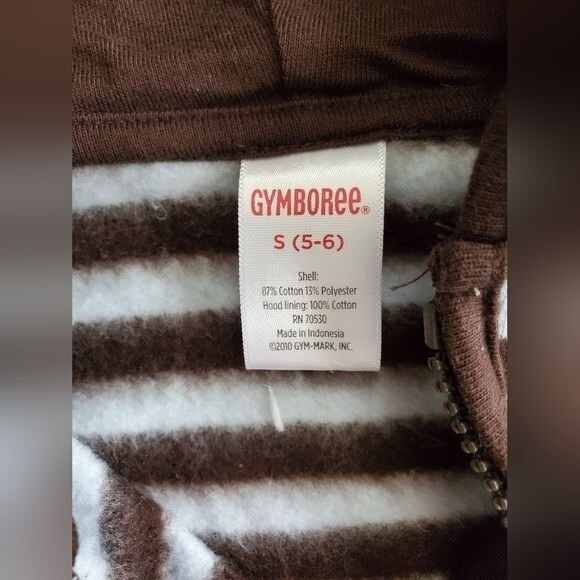 GYMBOREE®
S (5-6)
Shell:
87% Cotton 13% Polyester
Hood lining: 100% Cotton
RN 70530
Made in Indonesia
©2010 GYM-MARK, INC.